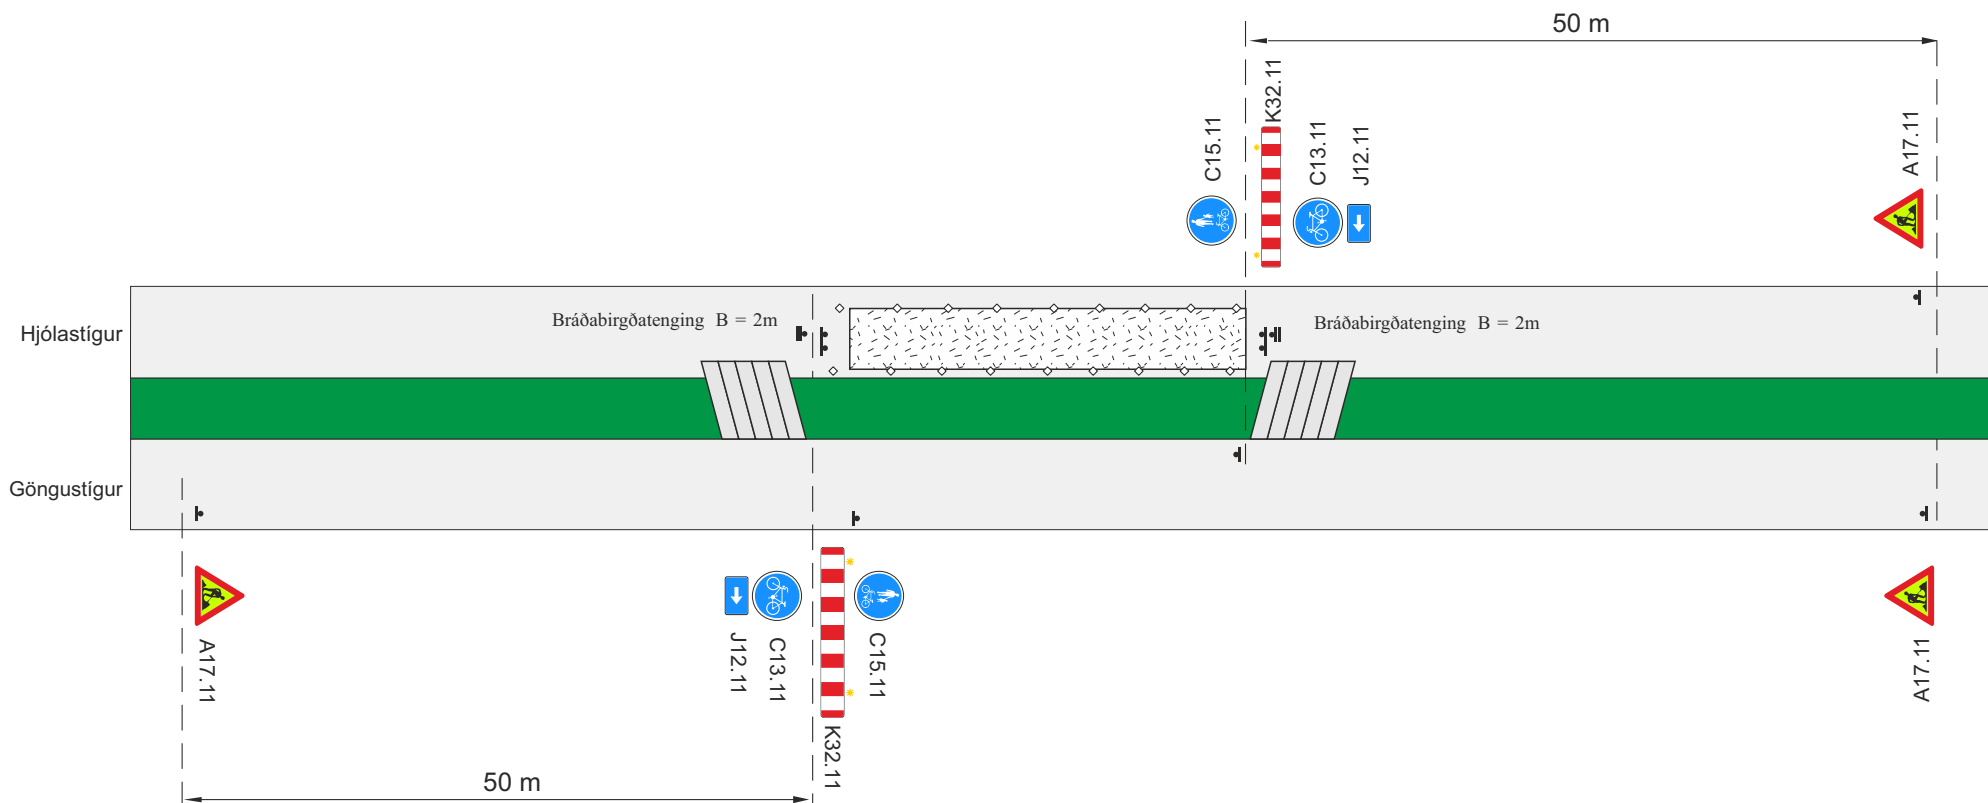 50 m
K32.11
C15.11
C13.11
J12.11
A17.11
Hjólastígur
Bráðabirgðatenging B = 2m
Bráðabirgðatenging B = 2m
Göngustígur
A17.11
J12.11
C13.11
K32.11
C15.11
A17.11
50 m